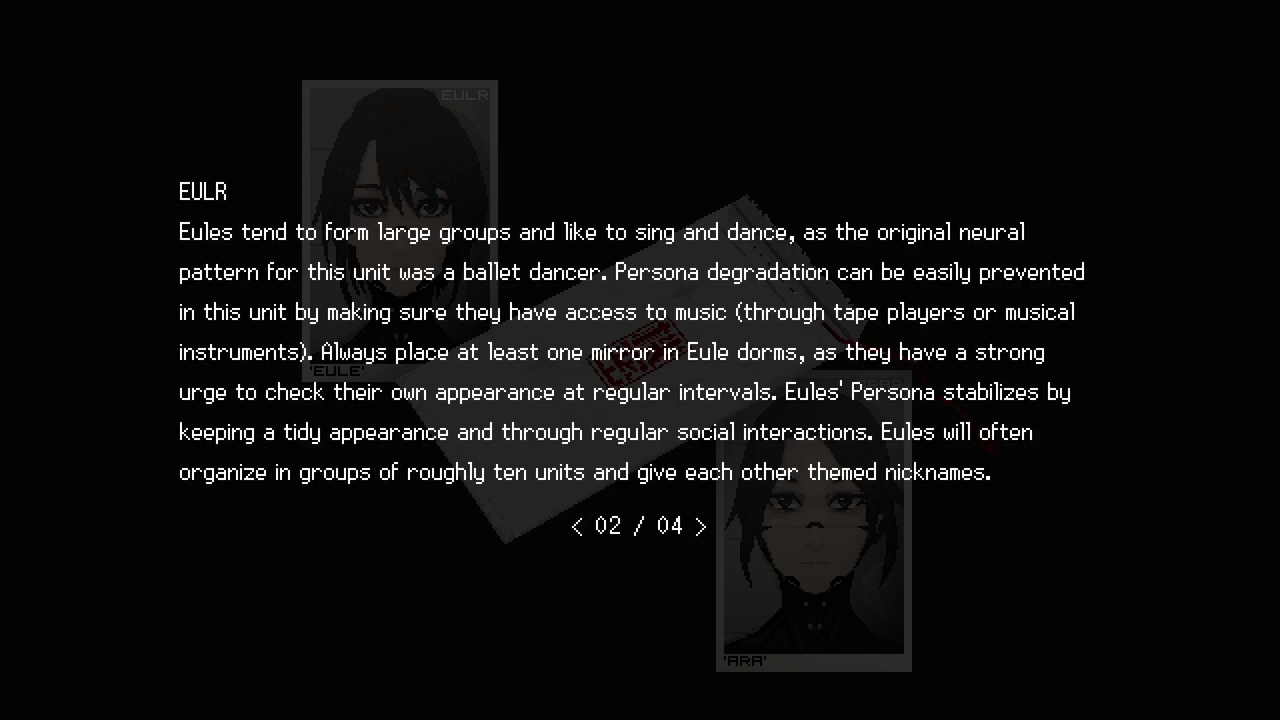 EULR
EULR
Eules tend to form large groups and like to sing and dance, as the original neural
pattern for this unit was a ballet dancer. Persona degradation can be easily prevented
in this unit by making sure they have access to music (through tape players or musical
instruments). Always place at least one mirror in Eule dorms, as they have a strong
'EULE'
urge to check their own appearance at regular intervals. Eules' Persona stabilizes by
keeping a tidy appearance and through regular social interactions. Eules will often
organize in groups of roughly ten units and give each other themed nicknames.
< 02 / 04 >
'ARA'